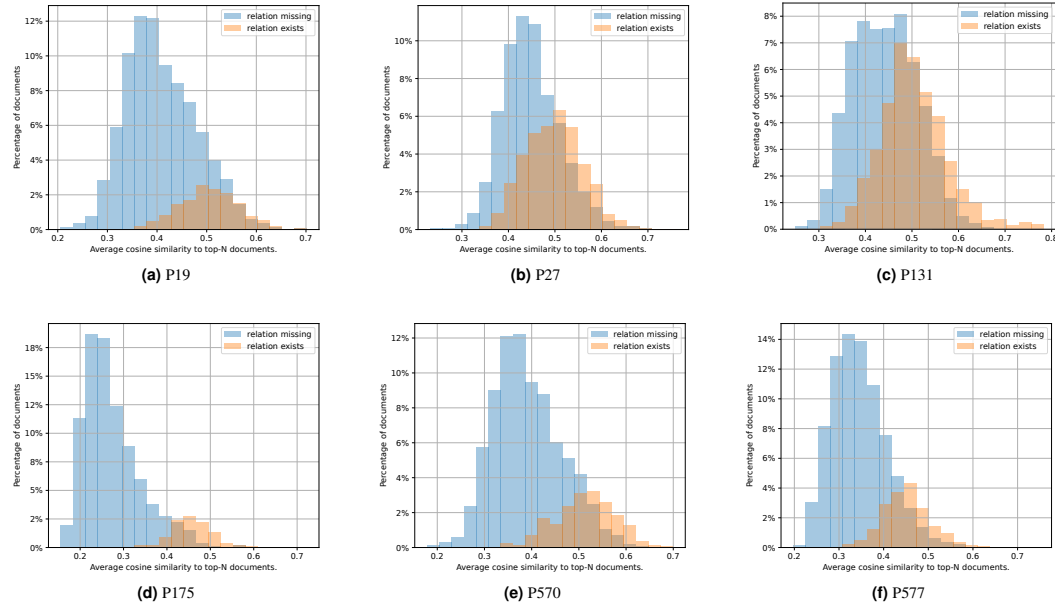 12%
10%
8%
6%
4%
2%
0%
Percentage of documents
relation missing
relation exists
0.2 0.3 0.4 0.5 0.6 0.7
Average cosine similarity to top-N documents.
(a) P19
10%
8%
6%
4%
2%
0%
Percentage of documents
relation missing
relation exists
0.3 0.4 0.5 0.6 0.7
Average cosine similarity to top-N documents.
(b) P27
8%
7%
6%
5%
4%
3%
2%
1%
0%
Percentage of documents
relation missing
relation exists
0.3 0.4 0.5 0.6 0.7 0.8
Average cosine similarity to top-N documents.
(c) P131
18%
15%
12%
10%
8%
5%
2%
0%
Percentage of documents
relation missing
relation exists
0.2 0.3 0.4 0.5 0.6 0.7
Average cosine similarity to top-N documents.
(d) P175
12%
10%
8%
6%
4%
2%
0%
Percentage of documents
relation missing
relation exists
0.2 0.3 0.4 0.5 0.6 0.7
Average cosine similarity to top-N documents.
(e) P570
14%
12%
10%
8%
6%
4%
2%
0%
Percentage of documents
relation missing
relation exists
0.2 0.3 0.4 0.5 0.6 0.7
Average cosine similarity to top-N documents.
(f) P577